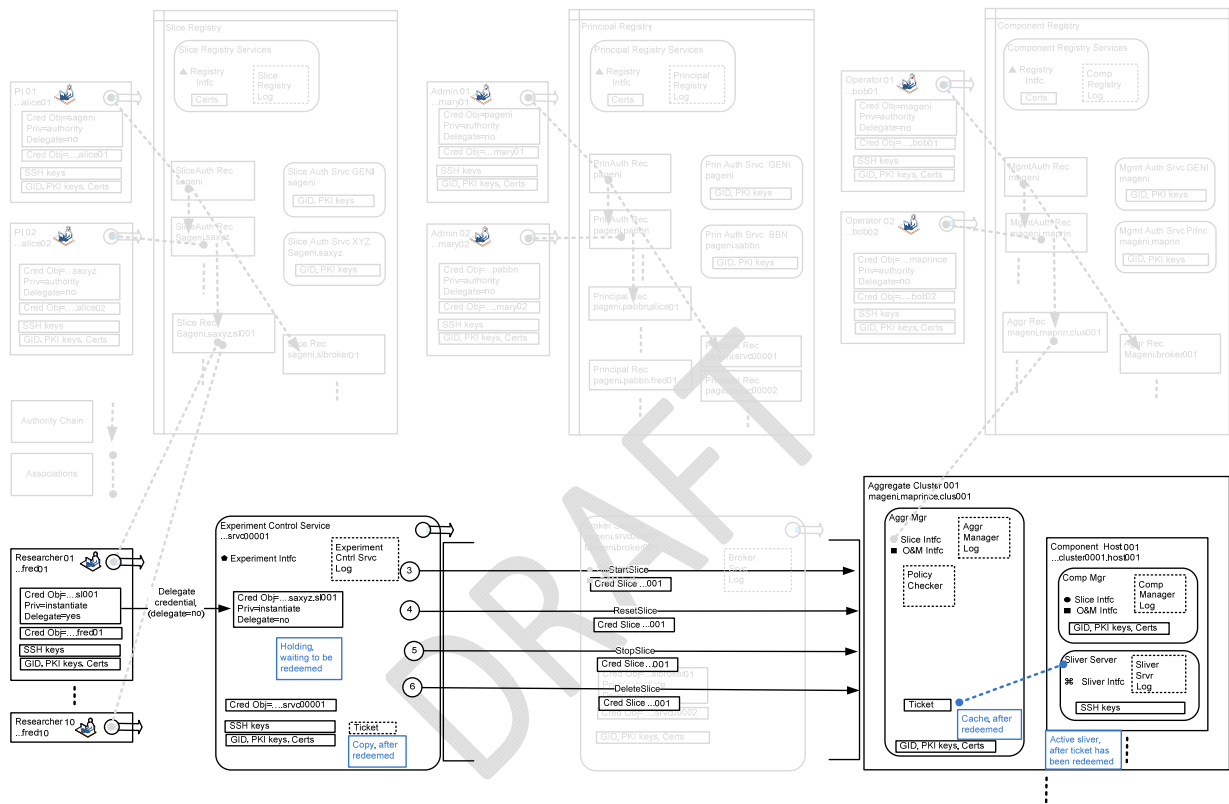 Slice Registry
Slice Registry Services
Registry
Intfc
Certs
Slice
Registry
Log
PI 01
...alice01
Cred Obj=sageni
Priv=authority
Delegate=no
Cred Obj= ...alice01
SSH keys
GID, PKI keys, Certs
SliceAuth Rec
sageni
Slice Auth Srvc GENI
sageni
GID, PKI keys
PI 02
...alice02
Cred Obj=...saxyz
Priv=authority
Delegate=no
Cred Obj= ...alice02
SSH keys
GID, PKI keys, Certs
SliceAuth Rec
Sageni.saxyz
Slice Auth Srvc XYZ
Sageni.saxyz
GID, PKI keys
Slice Rec
Sageni.saxyz.sl001
Slice Rec
sageni.slbroker01
Authority Chain
Associations
Principal Registry
Principal Registry Services
Registry
Intfc
Certs
Principal
Registry
Log
Admin 01
...mary01
Cred Obj=pageni
Priv=authority
Delegate=no
Cred Obj= ...mary01
SSH keys
GID, PKI keys, Certs
PrinAuth Rec
pageni
Prin Auth Srvc GENI
pageni
GID, PKI keys
Admin 02
...mary02
Cred Obj=...pabbn
Priv=authority
Delegate=no
Cred Obj=...mary02
SSH keys
GID, PKI keys, Certs
PrinAuth Rec
pageni.pabbn
Prin Auth Srvc BBN
pageni.sabbn
GID, PKI keys
Principal Rec
pageni.pabbn.alice01
Principal Rec
pageni.srvc00001
Principal Rec
pageni.pabbn.fred01
Principal Rec
Component Registry
Component Registry Services
Registry
Intfc
Certs
Comp
Registry
Log
Operator 01
...bob01
Cred Obj=mageni
Priv=authority
Delegate=no
Cred Obj= ...bob01
SSH keys
GID, PKI keys, Certs
MgmtAuth Rec
mageni
Mgmt Auth Srvc GENI
mageni
GID, PKI keys
Operator 02
...bob02
Cred Obj=...maprince
Priv=authority
Delegate=no
Cred Obj= ...bob02
SSH keys
GID, PKI keys, Certs
MgmtAuth Rec
mageni.maprin
Mgmt Auth Srvc Princ
mageni.maprin
GID, PKI keys
Aggr Rec
mageni.maprin.clus001
Aggr Rec
Mageni.broker001
Researcher01
...fred01
Cred Obj=....sl001
Priv=instantiate
Delegate=yes
Cred Obj=....fred01
SSH keys
GID, PKI keys, Certs
Researcher 10
...fred10
Delegate
credential,
(delegate=no)
Experiment Control Service
...srvc00001
Experiment Intfc
Experiment
Cntrl Srvc
Log
Cred Obj=....saxyz.sl001
Priv=instantiate
Delegate=no
Holding,
waiting to be
redeemed
Cred Obj=....srvc00001
SSH keys
GID, PKI keys, Certs
Ticket
Copy, after
redeemed
3
StartSlice
Cred Slice ...001
4
ResetSlice
Cred Slice ...001
5
StopSlice
Cred Slice ...001
6
DeleteSlice
Cred Slice ...001
Broker
Log
SSH keys
GID, PKI keys, Certs
DRAFT
Aggregate Cluster 001
mageni.maprince.clus001
Aggr Mgr
Slice Intfc
O&M Intfc
Aggr
Manager
Log
Policy
Checker
Ticket
GID, PKI keys, Certs
Cache, after
redeemed
Component Host 001
...cluster0001.host001
Comp Mgr
Slice Intfc
O&M Intfc
Comp
Manager
Log
GID, PKI keys, Certs
Sliver Server
Sliver Intfc
Sliver
Srvr
Log
SSH keys
Active sliver,
after ticket has
been redeemed